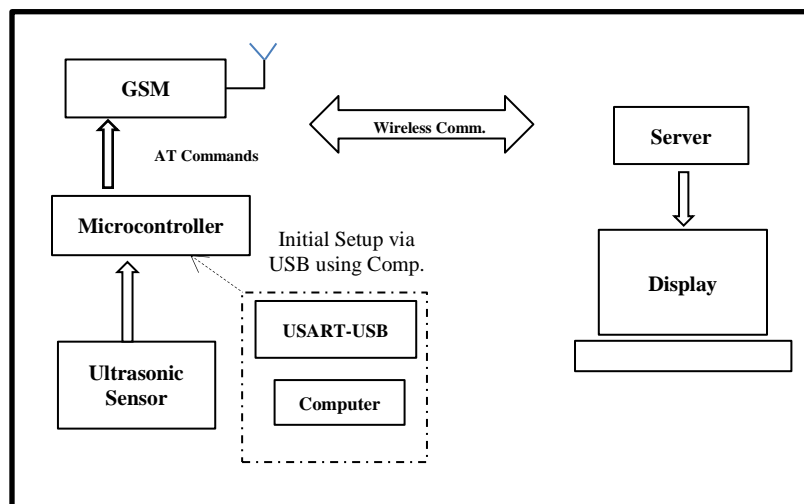 GSM
Wireless Comm.
Server
AT Commands
Microcontroller
Initial Setup via
USB using Comp.
Display
USART-USB
Ultrasonic
Sensor
Computer